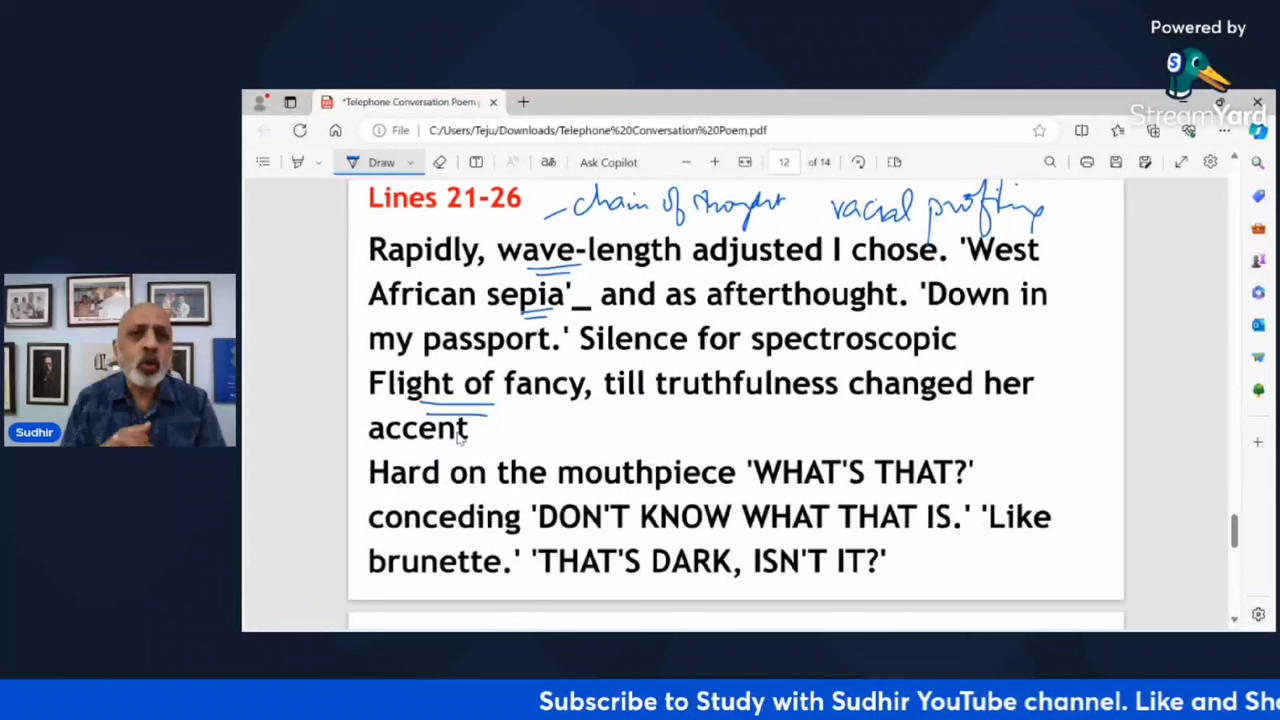 Powered by
S
StreamYard
*Telephone Conversation Poem.p
File
C:/Users/Teju/Downloads/Telephone%20Conversation%20Poem.pdf
Draw
aあ
Ask Copilot
12
of 14
Lines 21-26
- chain of thought racial profiling
Rapidly, wave-length adjusted I chose. 'West
African sepia'_ and as afterthought. 'Down in
my passport.' Silence for spectroscopic
Flight of fancy, till truthfulness changed her
accent
Hard on the mouthpiece 'WHAT'S THAT?'
conceding 'DON'T KNOW WHAT THAT IS.' 'Like
brunette.' 'THAT'S DARK, ISN'T IT?'
Sudhir
Subscribe to Study with Sudhir YouTube channel. Like and Sh